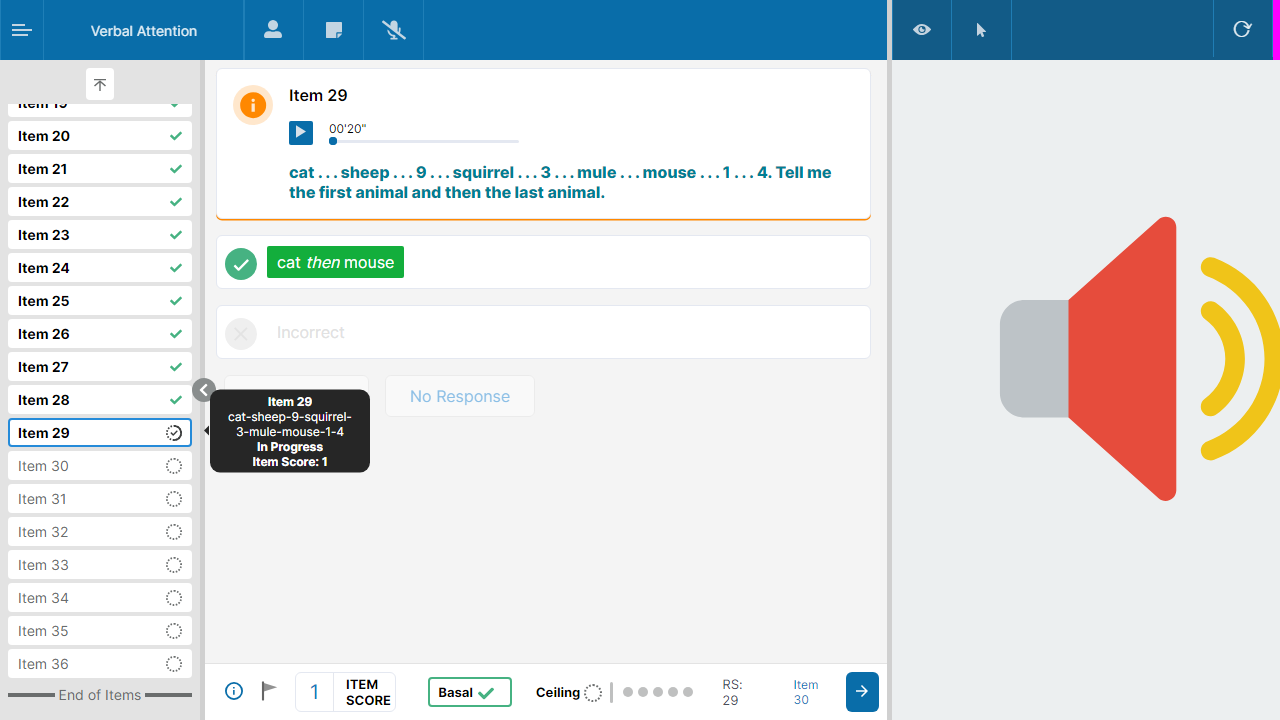 Verbal Attention
Item 19
Item 20
Item 21
Item 22
Item 23
Item 24
Item 25
Item 26
Item 27
Item 28
Item 29
Item 30
Item 31
Item 32
Item 33
Item 34
Item 35
Item 36
End of Items
Item 29
00'20"
cat . . . sheep . . . 9 . . . squirrel . . . 3 . . . mule . . . mouse . . . 1 . . . 4. Tell me
the first animal and then the last animal.
cat then mouse
Incorrect
No Response
Item 29
cat-sheep-9-squirrel-
3-mule-mouse-1-4
In Progress
Item Score: 1
1
ITEM
SCORE
Basal
Ceiling
RS:
29
Item
30